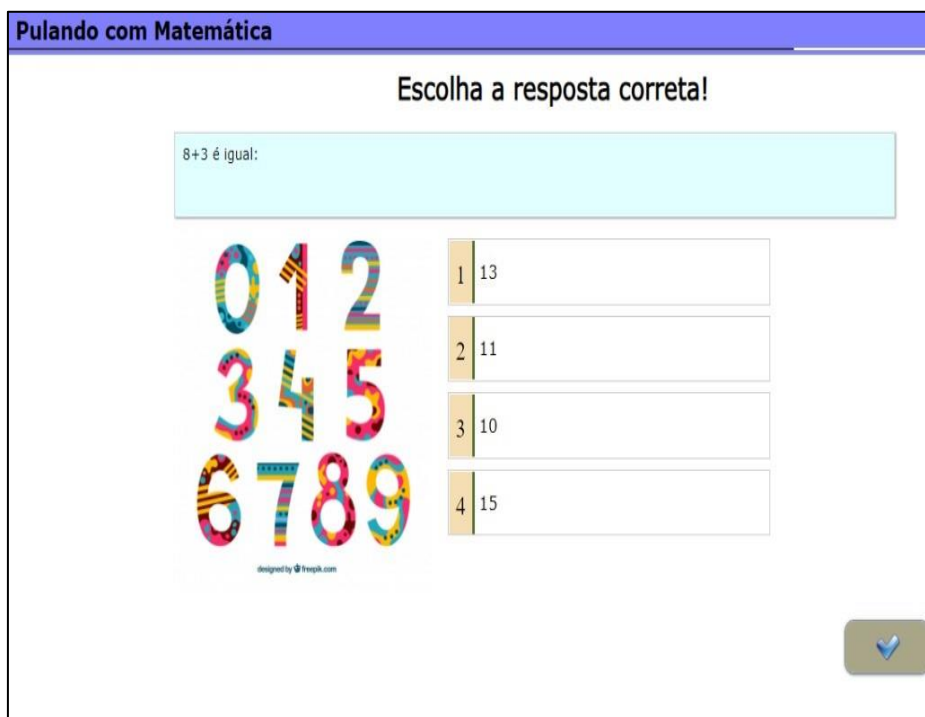 Pulando com Matemática
Escolha a resposta correta!
8+3 é igual:
0 1 2
3 4 5
6 7 8 9
designed by freepik.com
1 13
2 11
3 10
4 15